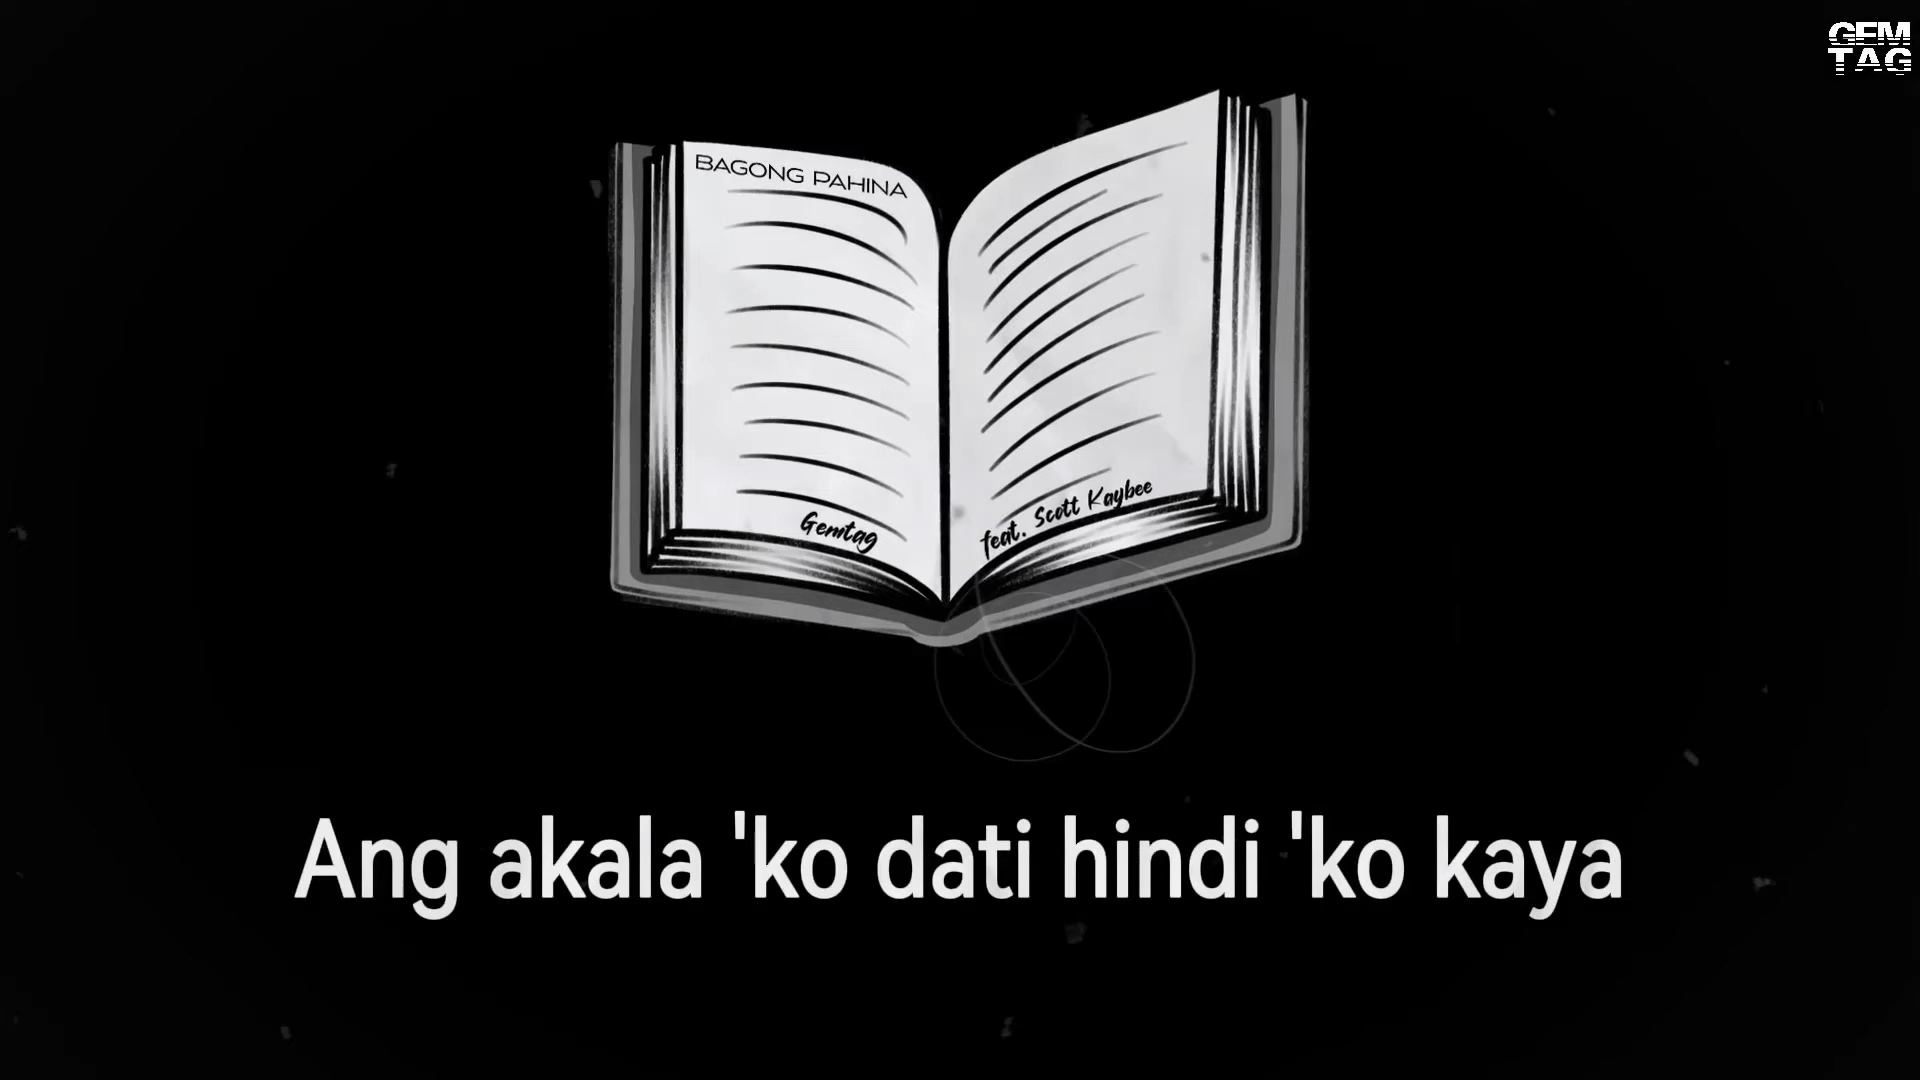 GEM
TAG
BAGONG PAHINA
Gemtag
feat. Scott Kaybee
Ang akala 'ko dati hindi 'ko kaya